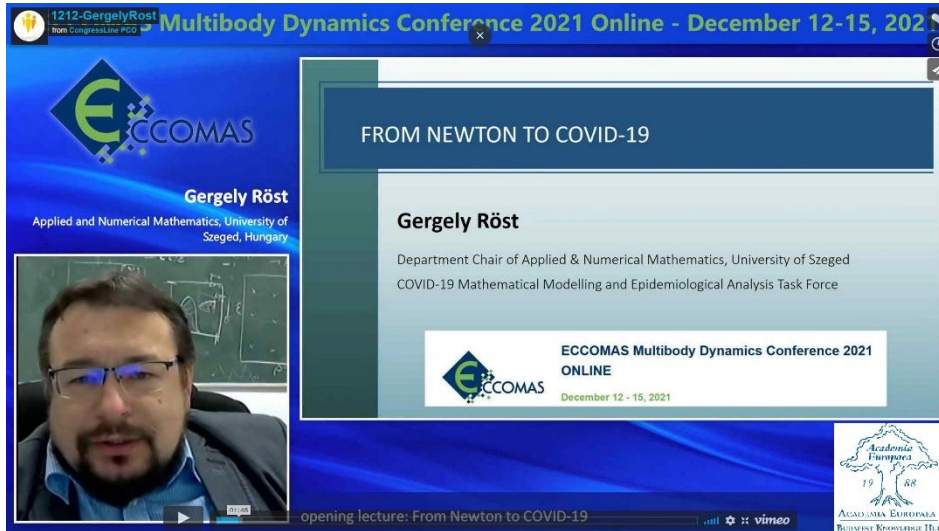 1212-GergelyRost
from CongressLine PCO
S Multibody Dynamics Conference 2021 Online - December 12-15, 202
ECCOMAS
Gergely Röst
Applied and Numerical Mathematics, University of
Szeged, Hungary
FROM NEWTON TO COVID-19
Gergely Röst
Department Chair of Applied & Numerical Mathematics, University of Szeged
COVID-19 Mathematical Modelling and Epidemiological Analysis Task Force
ECCOMAS
ECCOMAS Multibody Dynamics Conference 2021
ONLINE
December 12 - 15, 2021
01:48
opening lecture: From Newton to COVID-19
vimeo
Academia
Europaea
19 88
ACADEMIA EUROPAEA
BUDAPEST KNOWLEDGE HU